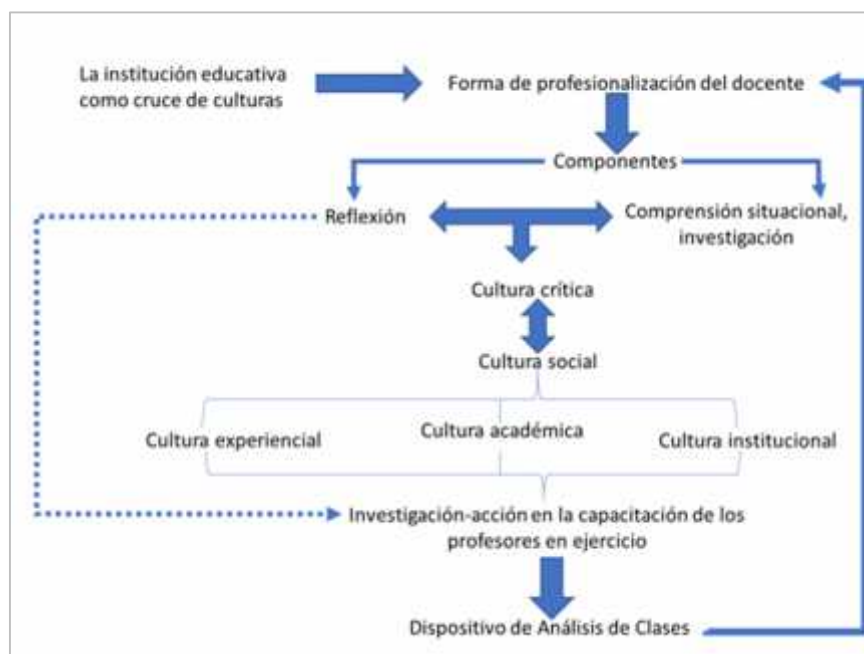 La institución educativa
como cruce de culturas
Forma de profesionalización del docente
Componentes
Reflexión
Comprensión situacional,
investigación
Cultura crítica
Cultura social
Cultura experiencial
Cultura académica
Cultura institucional
Investigación-acción en la capacitación de los
profesores en ejercicio
Dispositivo de Análisis de Clases